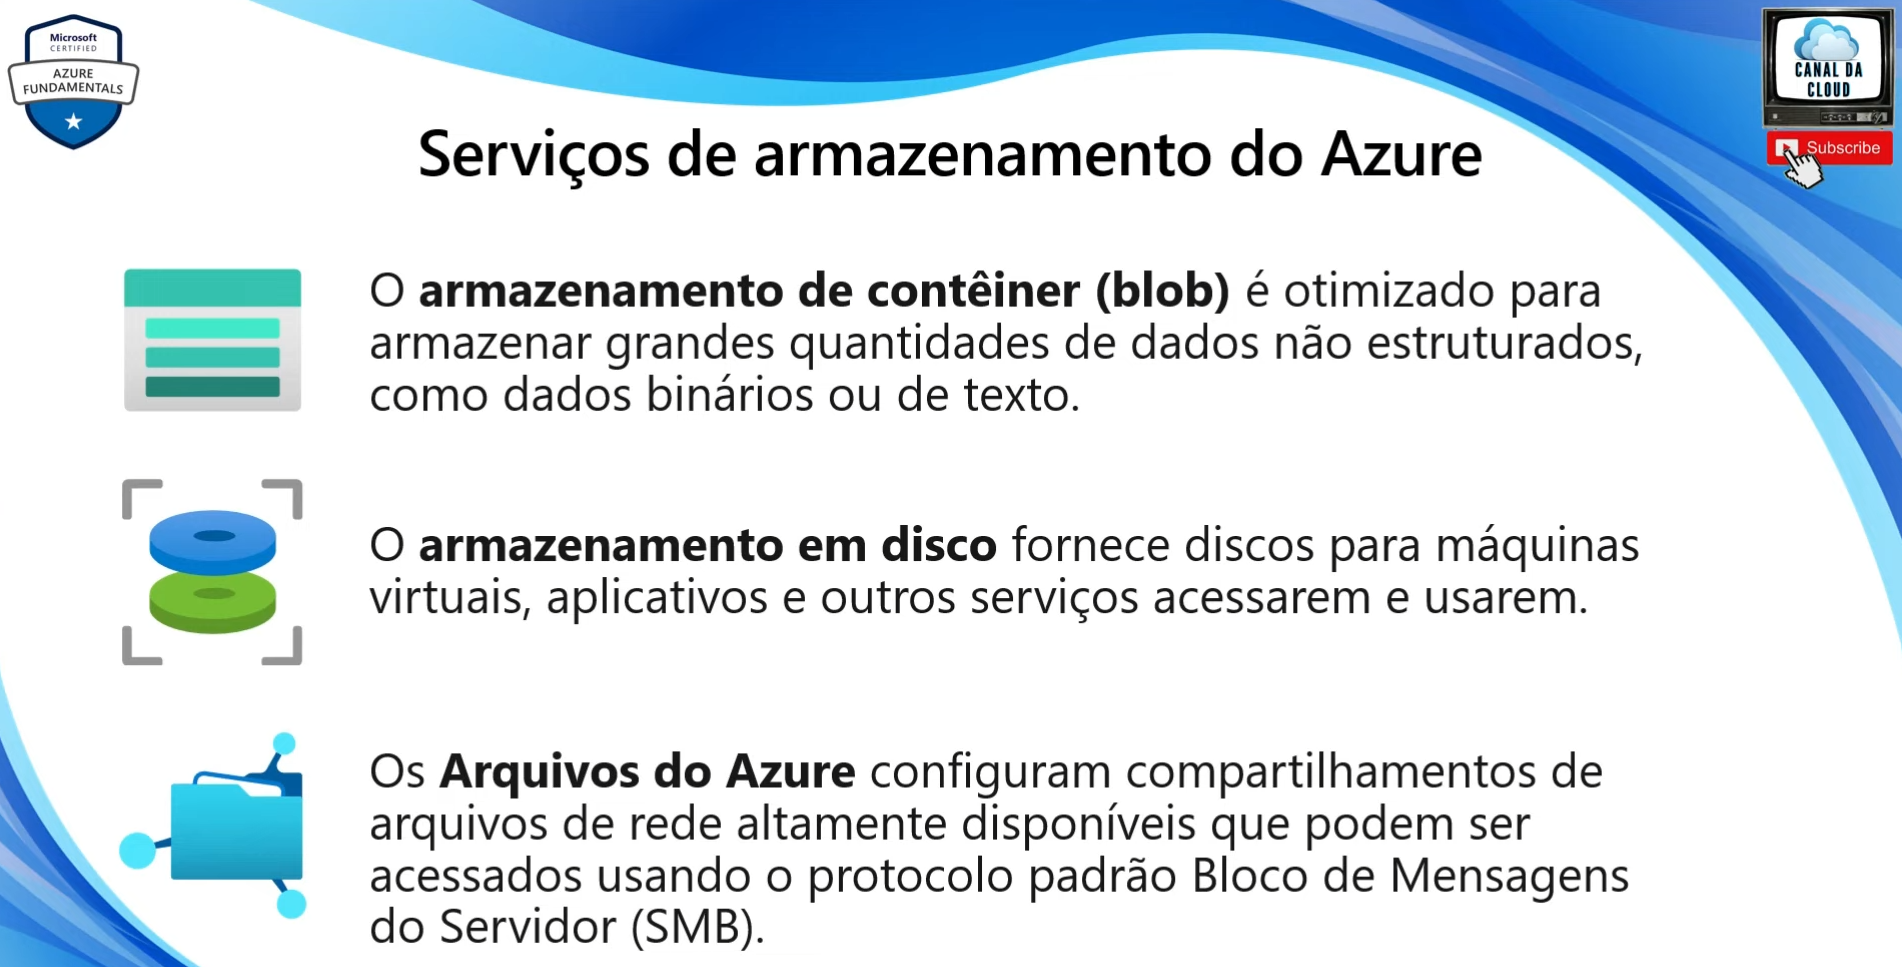 Microsoft
CERTIFIED
AZURE
FUNDAMENTALS
CANAL DA
CLOUD
Subscribe
Serviços de armazenamento do Azure
O armazenamento de contêiner (blob) é otimizado para
armazenar grandes quantidades de dados não estruturados,
como dados binários ou de texto.
O armazenamento em disco fornece discos para máquinas
virtuais, aplicativos e outros serviços acessarem e usarem.
Os Arquivos do Azure configuram compartilhamentos de
arquivos de rede altamente disponíveis que podem ser
acessados usando o protocolo padrão Bloco de Mensagens
do Servidor (SMB).